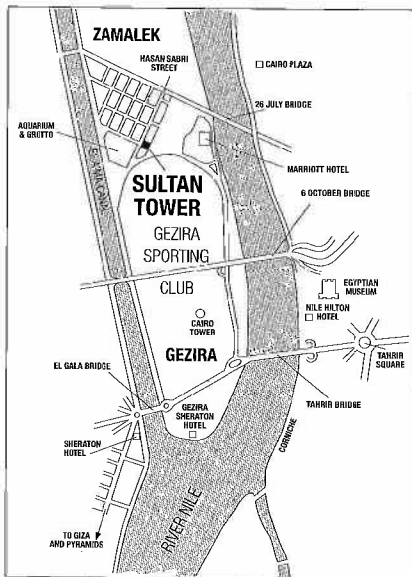 ZAMALEK
HASAN SABRI
STREET
CAIRO PLAZA
26 JULY BRIDGE
AQUARIUM
& GROTTO
MARRIOTT HOTEL
SULTAN
TOWER
6 OCTOBER BRIDGE
GEZIRA
SPORTING
CLUB
EGYPTIAN
MUSEUM
NILE HILTON
HOTEL
CAIRO
TOWER
GEZIRA
TAHRIR
SQUARE
EL GALA BRIDGE
TAHRIR BRIDGE
GEZIRA
SHERATON
HOTEL
SHERATON
HOTEL
CORNICHE
RIVER NILE
TO GIZA
AND PYRAMIDS